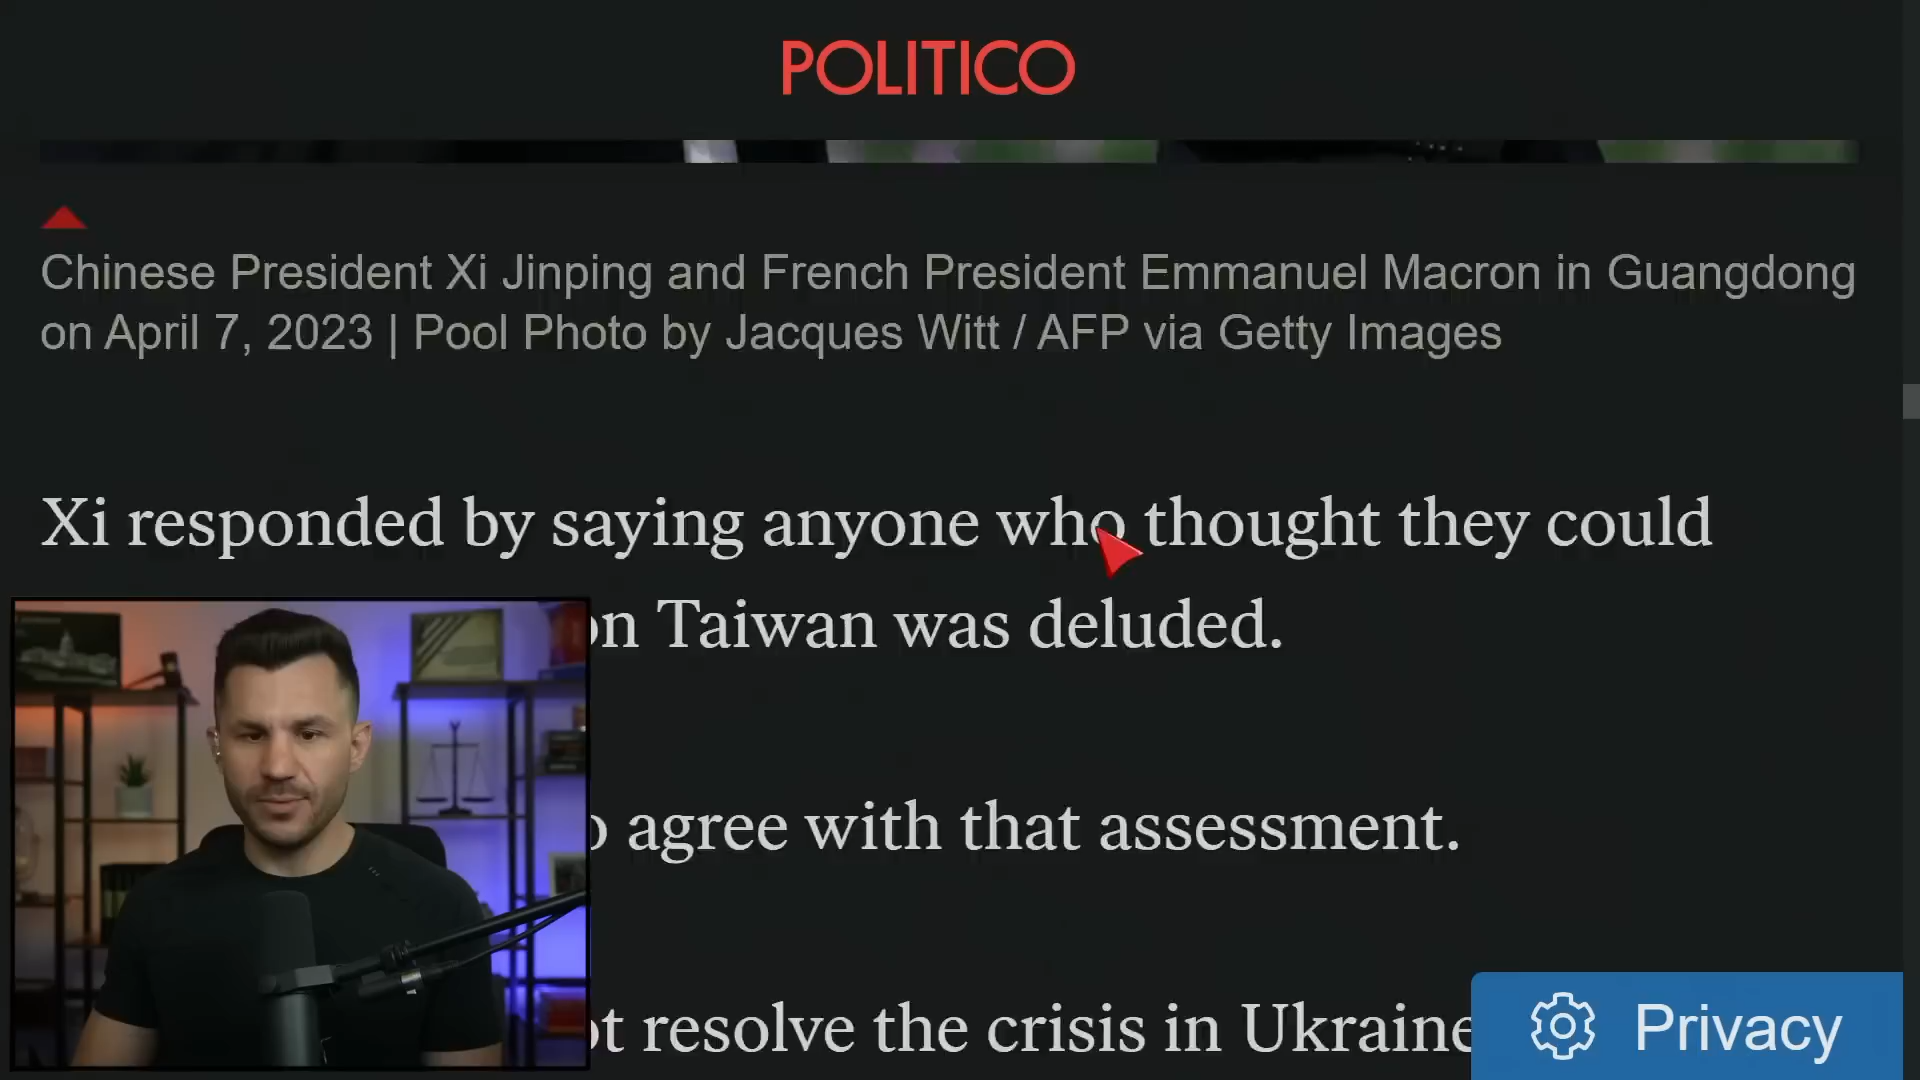 POLITICO
Chinese President Xi Jinping and French President Emmanuel Macron in Guangdong
on April 7, 2023 | Pool Photo by Jacques Witt / AFP via Getty Images
Xi responded by saying anyone who thought they could
on Taiwan was deluded.
agree with that assessment.
resolve the crisis in Ukraine
Privacy